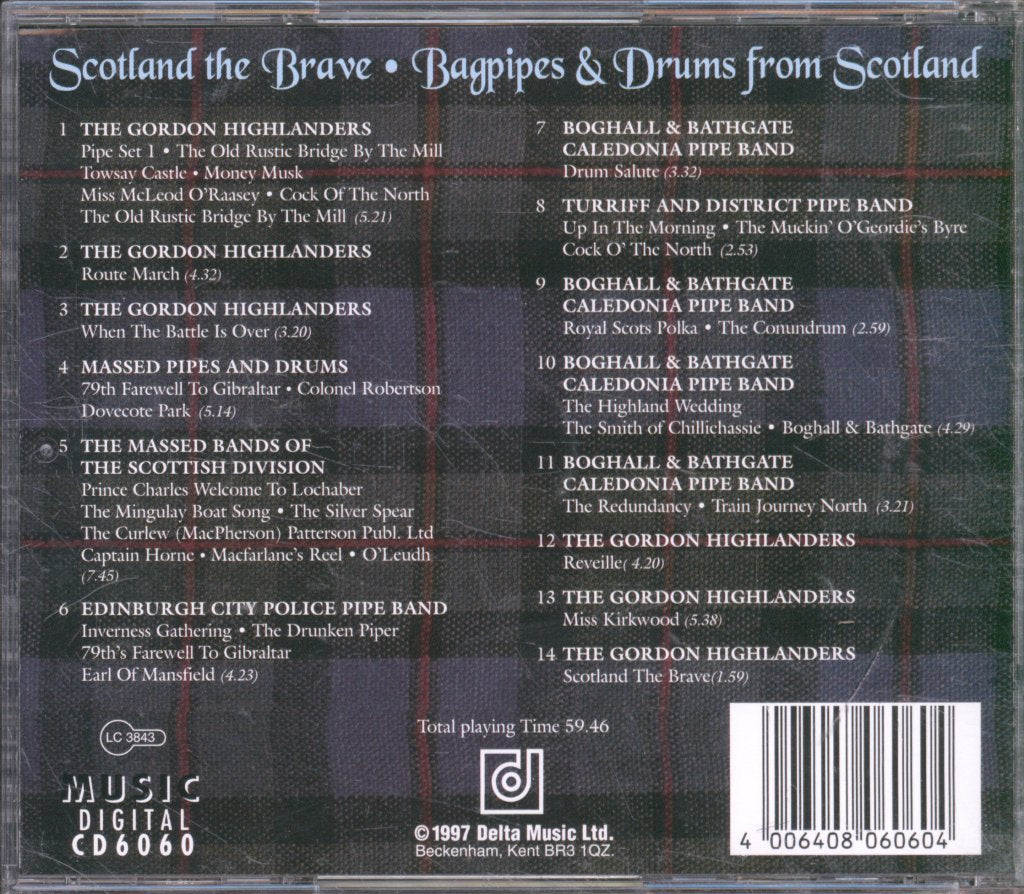 Scotland the Brave • Bagpipes & Drums from Scotland
1 THE GORDON HIGHLANDERS
Pipe Set 1 • The Old Rustic Bridge By The Mill
Towsay Castle • Money Musk
Miss McLeod O'Raasey • Cock Of The North
The Old Rustic Bridge By The Mill (5.21)
2 THE GORDON HIGHLANDERS
Route March (4.32)
3 THE GORDON HIGHLANDERS
When The Battle Is Over (3.20)
4 MASSED PIPES AND DRUMS
79th Farewell To Gibraltar • Colonel Robertson
Dovecote Park (5.14)
5 THE MASSED BANDS OF
THE SCOTTISH DIVISION
Prince Charles Welcome To Lochaber
The Mingulay Boat Song • The Silver Spear
The Curlew (MacPherson) Patterson Publ. Ltd
Captain Horne • Macfarlane's Reel • O'Leudh
(7.45)
6 EDINBURGH CITY POLICE PIPE BAND
Inverness Gathering • The Drunken Piper
79th's Farewell To Gibraltar
Earl Of Mansfield (4.23)
7 BOGHALL & BATHGATE
CALEDONIA PIPE BAND
Drum Salute (3.32)
8 TURRIFF AND DISTRICT PIPE BAND
Up In The Morning • The Muckin' O'Geordie's Byre
Cock O' The North (2.53)
9 BOGHALL & BATHGATE
CALEDONIA PIPE BAND
Royal Scots Polka • The Conundrum (2.59)
10 BOGHALL & BATHGATE
CALEDONIA PIPE BAND
The Highland Wedding
The Smith of Chillichassie • Boghall & Bathgate (4.29)
11 BOGHALL & BATHGATE
CALEDONIA PIPE BAND
The Redundancy • Train Journey North (3.21)
12 THE GORDON HIGHLANDERS
Reveille( 4.20)
13 THE GORDON HIGHLANDERS
Miss Kirkwood (5.38)
14 THE GORDON HIGHLANDERS
Scotland The Brave(1.59)
LC 3843
MUSIC
DIGITAL
CD6060
Total playing Time 59.46
d
©1997 Delta Music Ltd.
Beckenham, Kent BR3 1QZ.
4 006408 060604